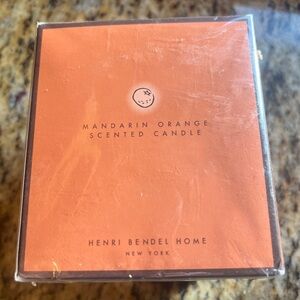 MANDARIN ORANGE
SCENTED CANDLE
HENRI BENDEL HOME
NEW YORK